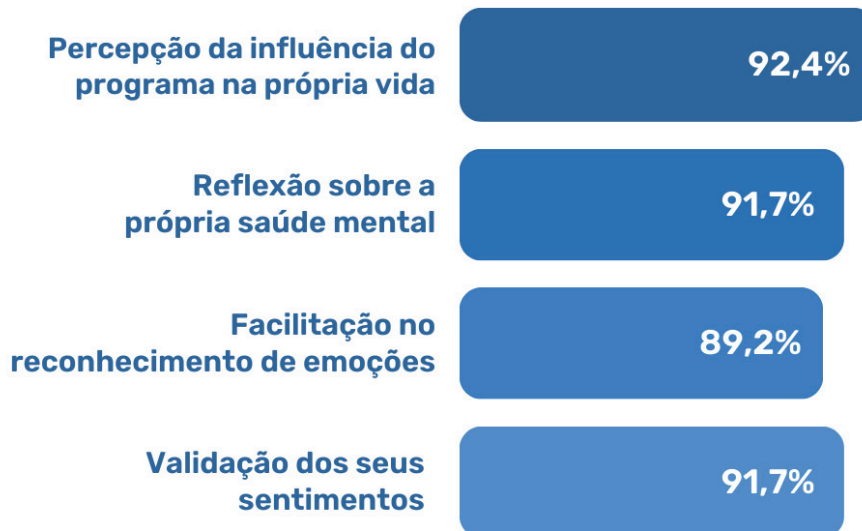 Percepção da influência do
programa na própria vida
92,4%
Reflexão sobre a
própria saúde mental
91,7%
Facilitação no
reconhecimento de emoções
89,2%
Validação dos seus
sentimentos
91,7%